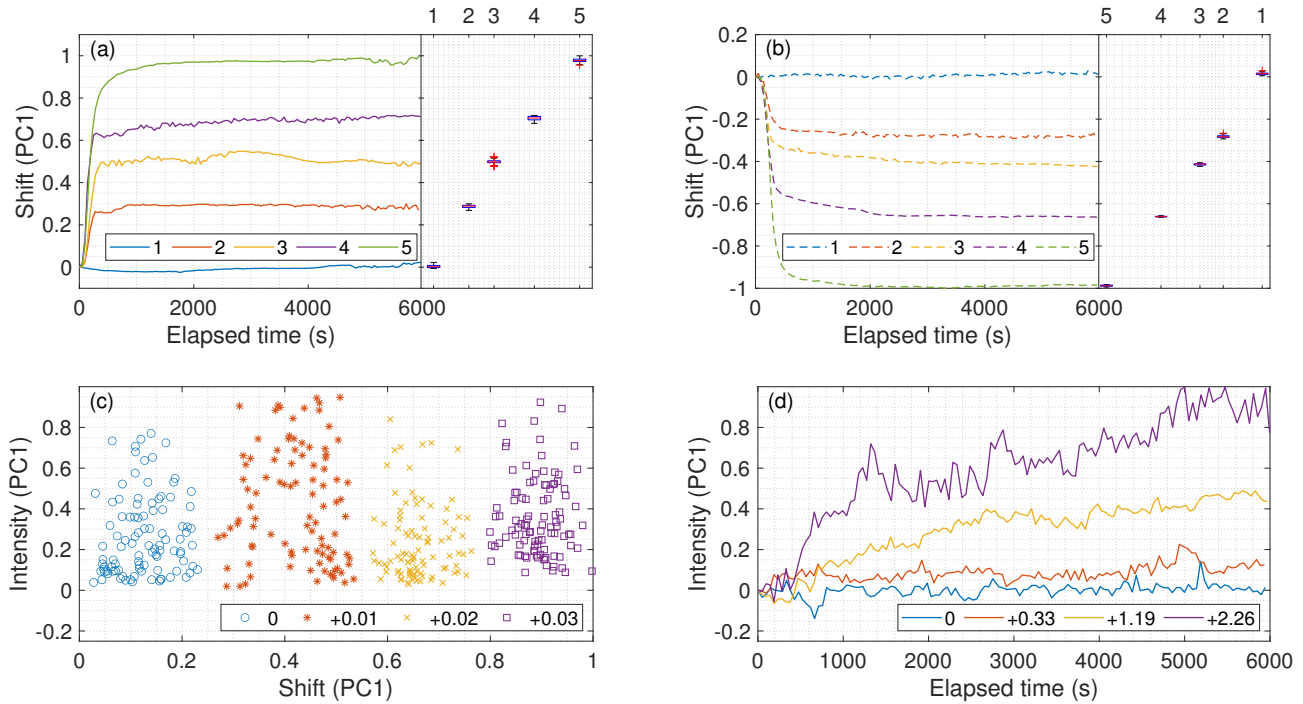 1 2 3 4 5
(a)
1
0.8
0.6
0.4
0.2
0
Shift (PC1)
1 2 3 4 5
0 2000 4000 6000
Elapsed time (s)
5 4 3 2 1
(b)
0.2
0
-0.2
-0.4
-0.6
-0.8
-1
Shift (PC1)
1 2 3 4 5
0 2000 4000 6000
Elapsed time (s)
(c)
0.8
0.6
0.4
0.2
0
-0.2
Intensity (PC1)
0 +0.01 +0.02 +0.03
0 0.2 0.4 0.6 0.8 1
Shift (PC1)
(d)
0.8
0.6
0.4
0.2
0
-0.2
Intensity (PC1)
0 +0.33 +1.19 +2.26
0 1000 2000 3000 4000 5000 6000
Elapsed time (s)